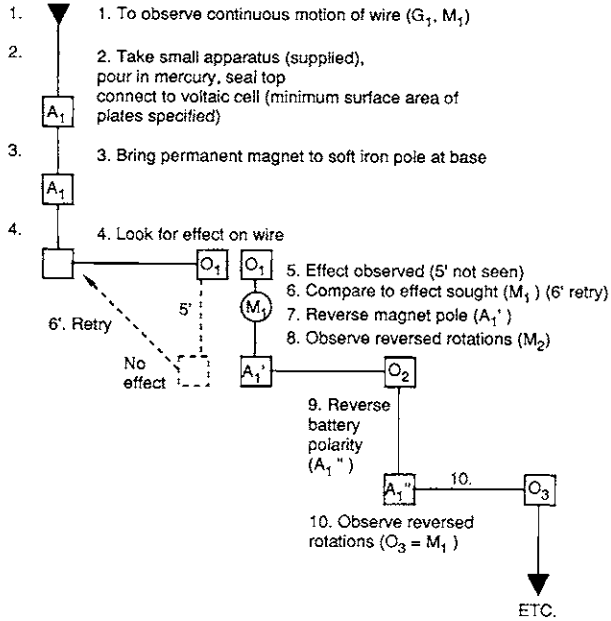 1.
1. To observe continuous motion of wire (G1, M1)
2.
2. Take small apparatus (supplied),
pour in mercury, seal top
connect to voltaic cell (minimum surface area of
plates specified)
A1
3.
3. Bring permanent magnet to soft iron pole at base
A1
4.
4. Look for effect on wire
O1
O1
5. Effect observed (5' not seen)
6. Compare to effect sought (M1) (6' retry)
7. Reverse magnet pole (A1')
8. Observe reversed rotations (M2)
5'
M1
6'. Retry
No
effect
A1'
O2
9. Reverse
battery
polarity
(A1")
A1"
10.
O3
10. Observe reversed
rotations (O3 = M1)
ETC.